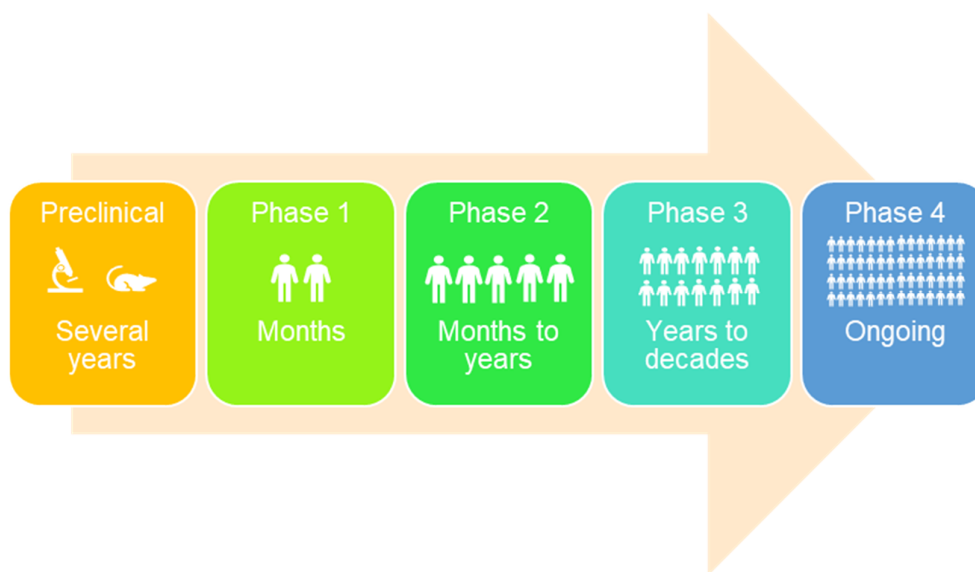 Preclinical
Several
years
Phase 1
Months
Phase 2
Months to
years
Phase 3
Years to
decades
Phase 4
Ongoing